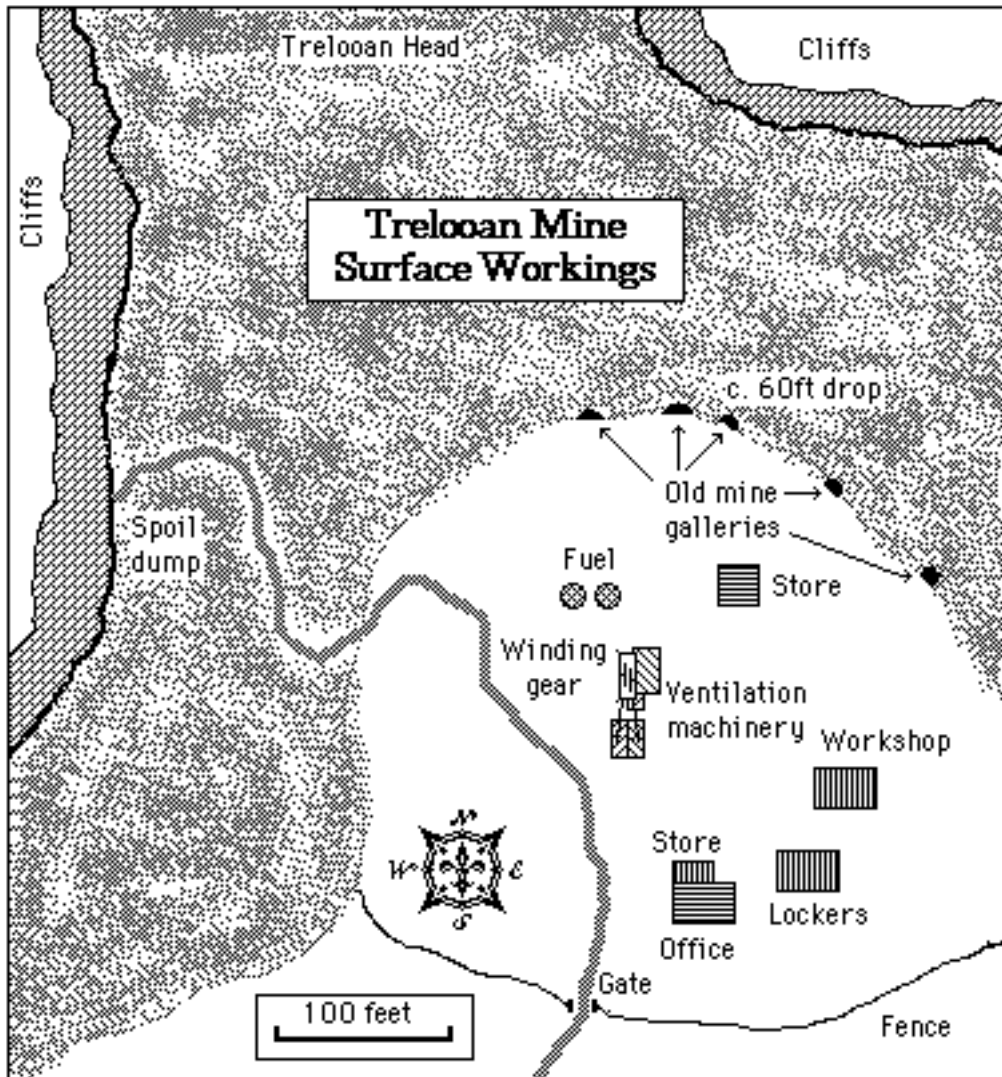 Trelooan Head
Cliffs
Cliffs
Trelooan Mine
Surface Workings
c. 60ft drop
Old mine
galleries
Spoil
dump
Fuel
Store
Winding
gear
Ventilation
machinery
Workshop
N
W
E
S
Store
Lockers
Office
Gate
100 feet
Fence